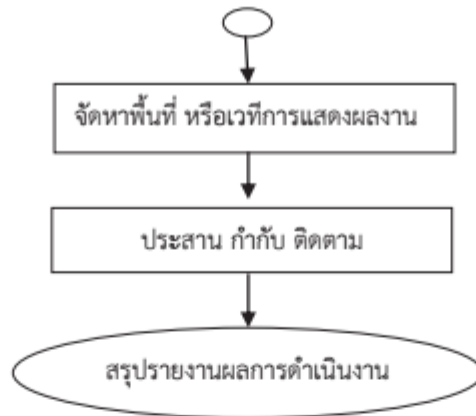 จัดหาพื้นที่ หรือเวทีการแสดงผลงาน
ประสาน กำกับ ติดตาม
สรุปรายงานผลการดำเนินงาน